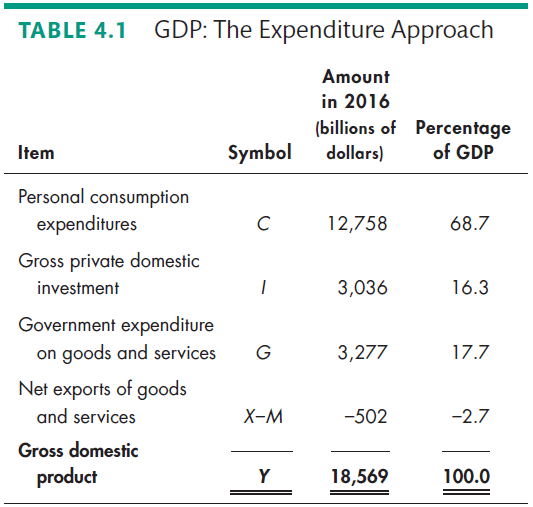 TABLE 4.1 GDP: The Expenditure Approach
Amount
in 2016
(billions of Percentage
Item Symbol dollars) of GDP
Personal consumption
expenditures C 12,758 68.7
Gross private domestic
investment I 3,036 16.3
Government expenditure
on goods and services G 3,277 17.7
Net exports of goods
and services X–M –502 –2.7
Gross domestic
product Y 18,569 100.0